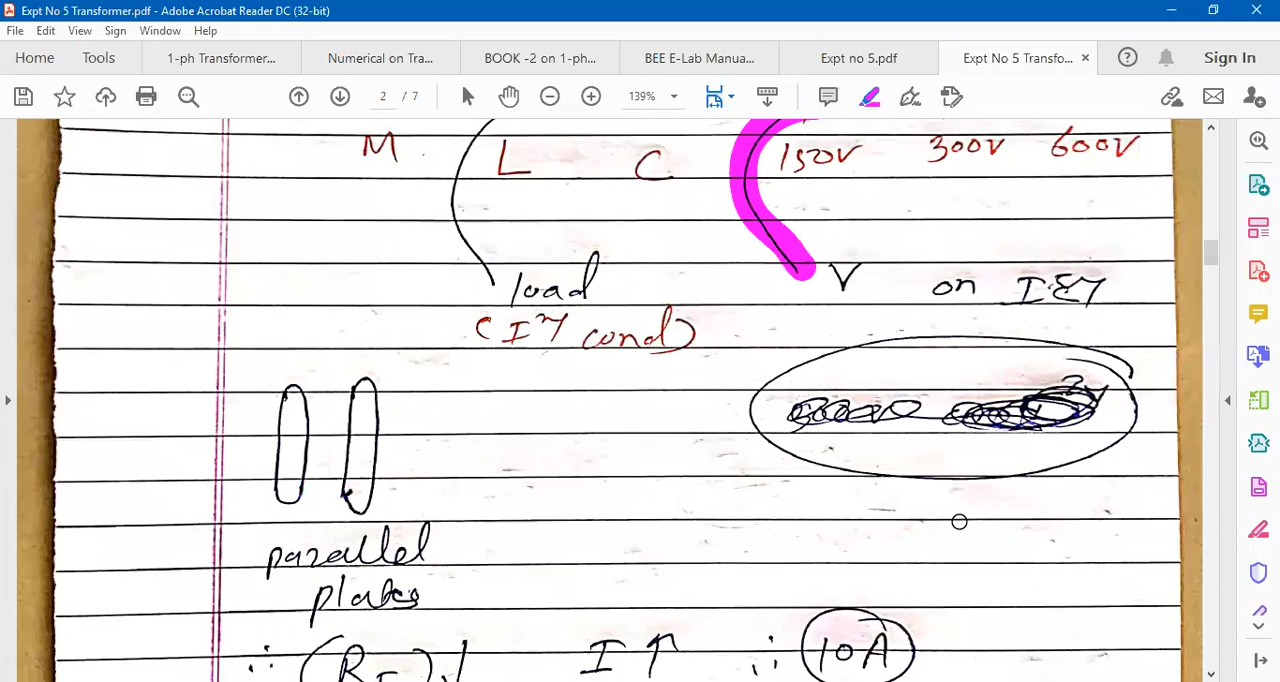 Expt No 5 Transformer.pdf - Adobe Acrobat Reader DC (32-bit)
File Edit View Sign Window Help
Home Tools 1-ph Transformer... Numerical on Tra... BOOK -2 on 1-ph... BEE E-Lab Manua... Expt no 5.pdf Expt No 5 Transfo... × Sign In
2 / 7 139%
M L C 150V 300V 600V
load V on
( cond)
parallel
plates
∴ I ↑ ∴ 10A